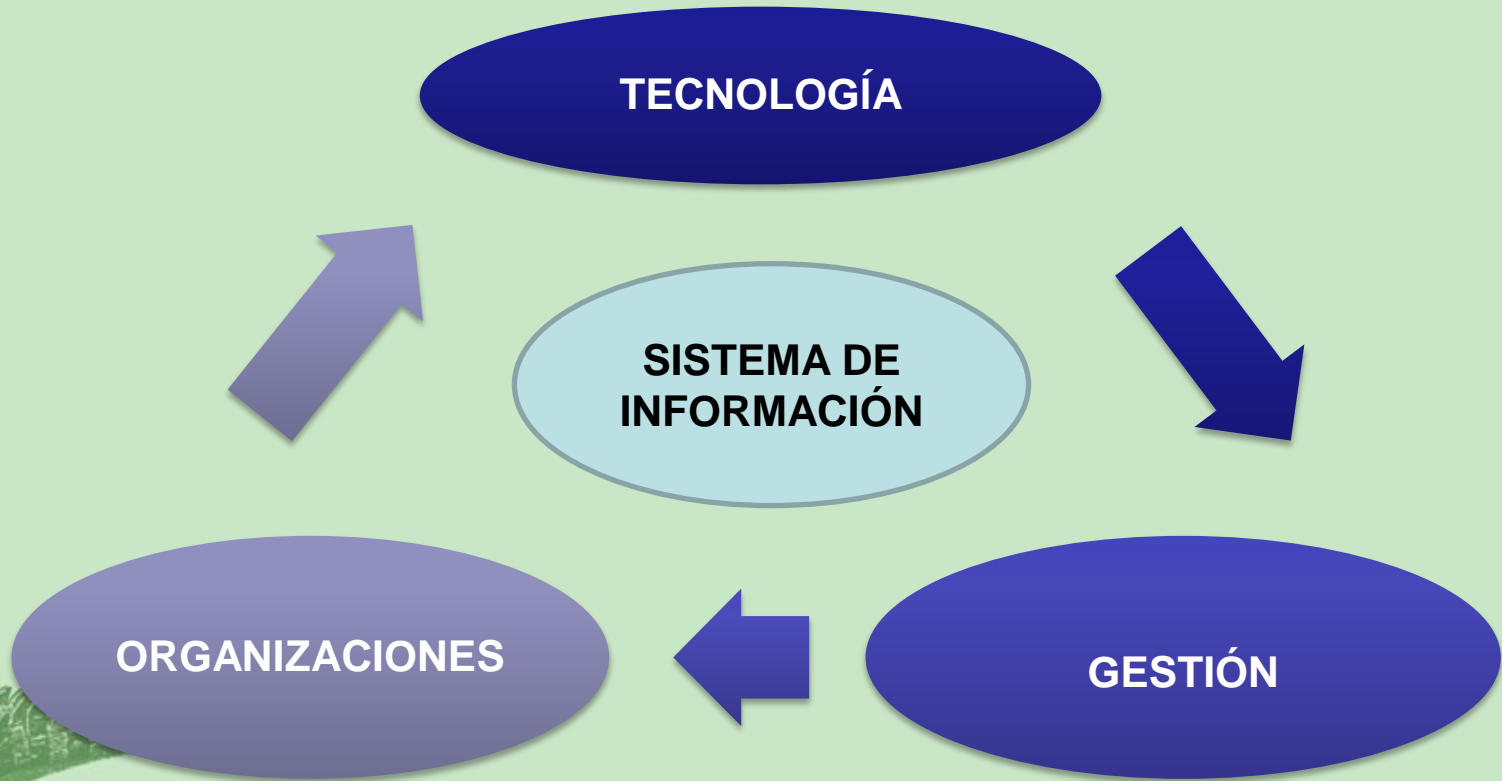 TECNOLOGÍA
SISTEMA DE
INFORMACIÓN
ORGANIZACIONES
GESTIÓN